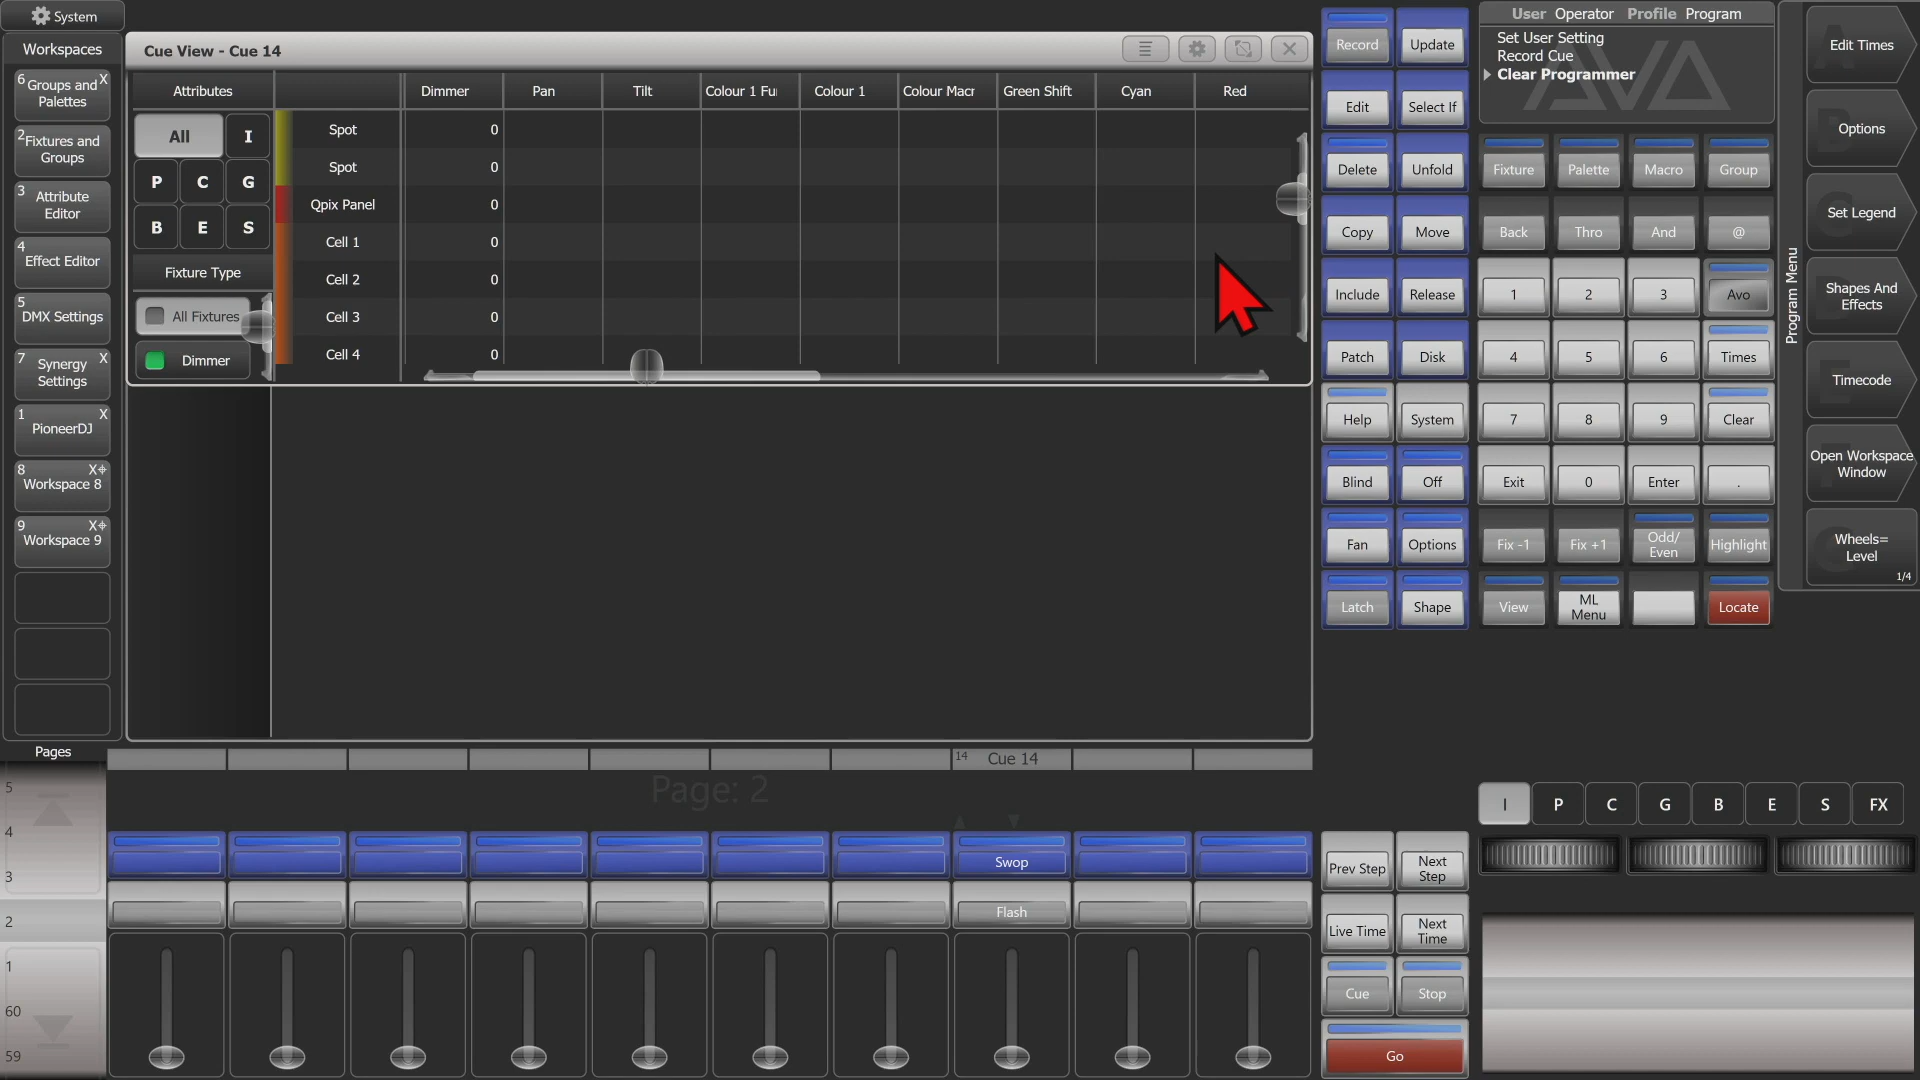 System
Workspaces
6 Groups and X
Palettes
2 Fixtures and
Groups
3 Attribute
Editor
4
Effect Editor
5
DMX Settings
7 Synergy X
Settings
1 X
PioneerDJ
8 X⌖
Workspace 8
9 X⌖
Workspace 9
Cue View - Cue 14
Attributes
Dimmer Pan Tilt Colour 1 Fu Colour 1 Colour Macr Green Shift Cyan Red
All I
P C G
B E S
Fixture Type
All Fixtures
Dimmer
Spot 0
Spot 0
Qpix Panel 0
Cell 1 0
Cell 2 0
Cell 3 0
Cell 4 0
Record Update
Edit Select If
Delete Unfold
Copy Move
Include Release
Patch Disk
Help System
Blind Off
Fan Options
Latch Shape
User Operator Profile Program
Set User Setting
Record Cue
Clear Programmer
AVO
Fixture Palette Macro Group
Back Thro And @
1 2 3 Avo
4 5 6 Times
7 8 9 Clear
Exit 0 Enter .
Fix -1 Fix +1 Odd/
Even Highlight
View ML
Menu Locate
Program Menu
A
Edit Times
B
Options
C
Set Legend
D
Shapes And
Effects
E
Timecode
F
Open Workspace
Window
G
Wheels=
Level
1/4
Pages
5
4
3
2
1
60
59
14 Cue 14
Page: 2
Swop
Flash
Prev Step Next
Step
Live Time Next
Time
Cue Stop
Go
I P C G B E S FX